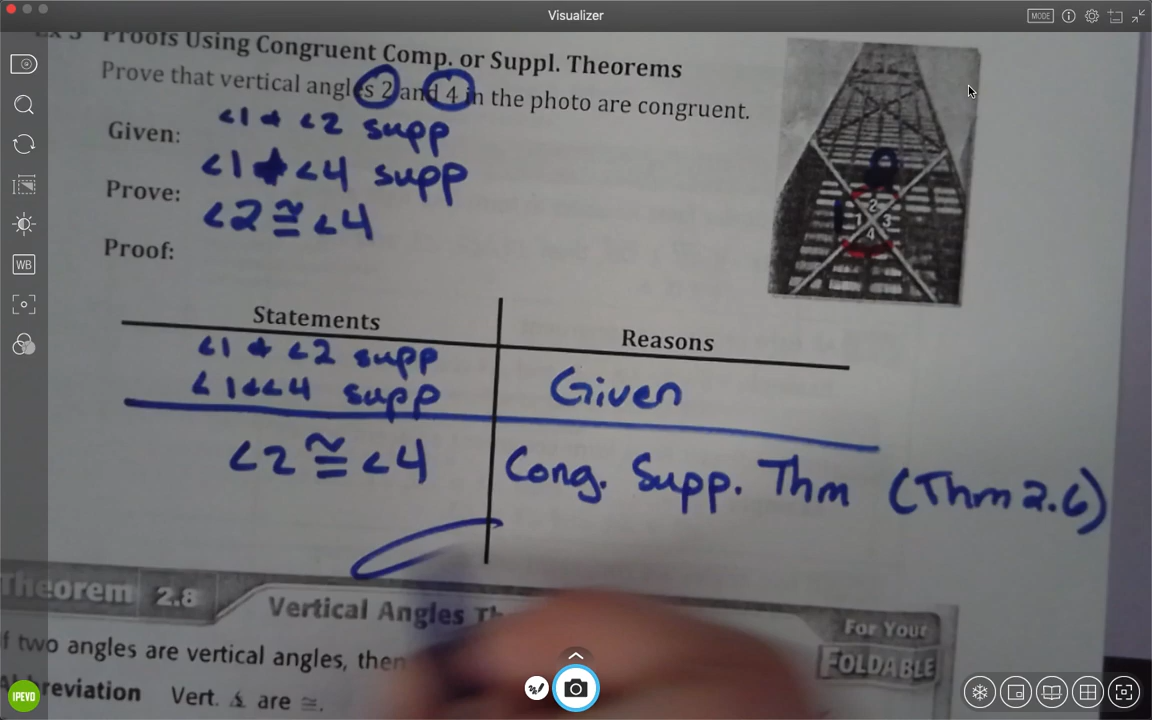 Visualizer
MODE
Proofs Using Congruent Comp. or Suppl. Theorems
Prove that vertical angles 2 and 4 in the photo are congruent.
Given: <1 + <2 supp
<1 + <4 supp
Prove: <2 ≅ <4
Proof:
2
1 3
4
1
Statements Reasons
<1 + <2 supp
<1 + <4 supp Given
<2 ≅ <4 Cong. Supp. Thm (Thm 2.6)
Theorem 2.8 Vertical Angles
For Your
FOLDABLE
If two angles are vertical angles, then
Vert. ∡ are ≅.
WB
IPEVO